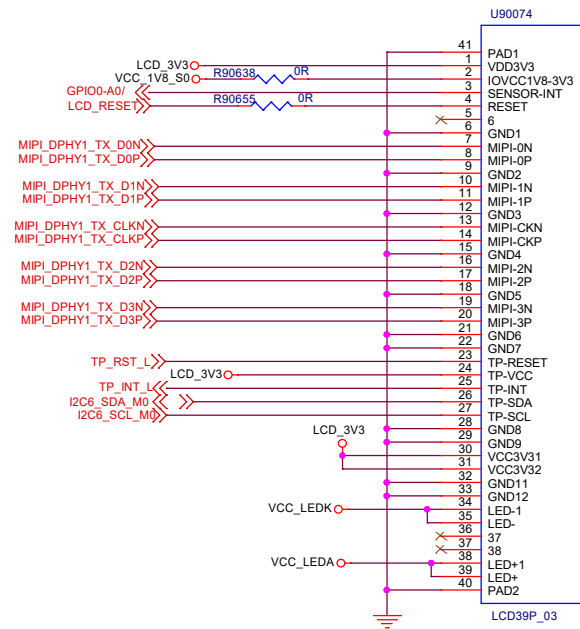 U90074
41 PAD1
LCD_3V3 1 VDD3V3
VCC_1V8_S0 R90638 0R 2 IOVCC1V8-3V3
GPIO0-A0/ 3 SENSOR-INT
LCD_RESET R90655 0R 4 RESET
5 6
6 GND1
MIPI_DPHY1_TX_D0N 7 MIPI-0N
MIPI_DPHY1_TX_D0P 8 MIPI-0P
9 GND2
MIPI_DPHY1_TX_D1N 10 MIPI-1N
MIPI_DPHY1_TX_D1P 11 MIPI-1P
12 GND3
MIPI_DPHY1_TX_CLKN 13 MIPI-CKN
MIPI_DPHY1_TX_CLKP 14 MIPI-CKP
15 GND4
MIPI_DPHY1_TX_D2N 16 MIPI-2N
MIPI_DPHY1_TX_D2P 17 MIPI-2P
18 GND5
MIPI_DPHY1_TX_D3N 19 MIPI-3N
MIPI_DPHY1_TX_D3P 20 MIPI-3P
21 GND6
22 GND7
TP_RST_L 23 TP-RESET
LCD_3V3 24 TP-VCC
TP_INT_L 25 TP-INT
I2C6_SDA_M0 26 TP-SDA
I2C6_SCL_M0 27 TP-SCL
28 GND8
LCD_3V3 29 GND9
30 VCC3V31
31 VCC3V32
32 GND11
33 GND12
VCC_LEDK 34 LED-1
35 LED-
36 37
37 38
VCC_LEDA 38 LED+1
39 LED+
40 PAD2
LCD39P_03